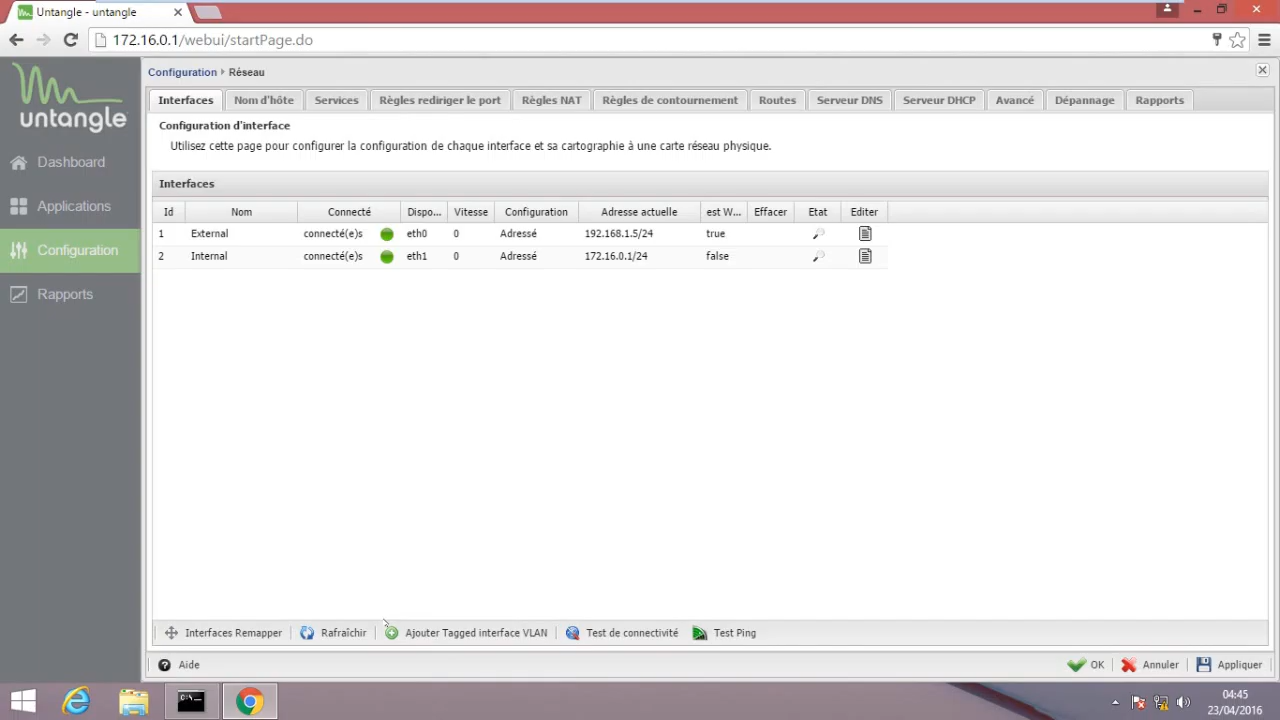 Untangle - untangle
172.16.0.1/webui/startPage.do
untangle
Configuration Réseau
Interfaces Nom d'hôte Services Règles rediriger le port Règles NAT Règles de contournement Routes Serveur DNS Serveur DHCP Avancé Dépannage Rapports
Dashboard
Applications
Configuration
Rapports
Configuration d'interface
Utilisez cette page pour configurer la configuration de chaque interface et sa cartographie à une carte réseau physique.
Interfaces
Id Nom Connecté Dispo... Vitesse Configuration Adresse actuelle est W... Effacer Etat Editer
1 External connecté(e)s eth0 0 Adressé 192.168.1.5/24 true
2 Internal connecté(e)s eth1 0 Adressé 172.16.0.1/24 false
Interfaces Remapper Rafraîchir Ajouter Tagged interface VLAN Test de connectivité Test Ping
Aide OK Annuler Appliquer
C:\.
04:45
23/04/2016